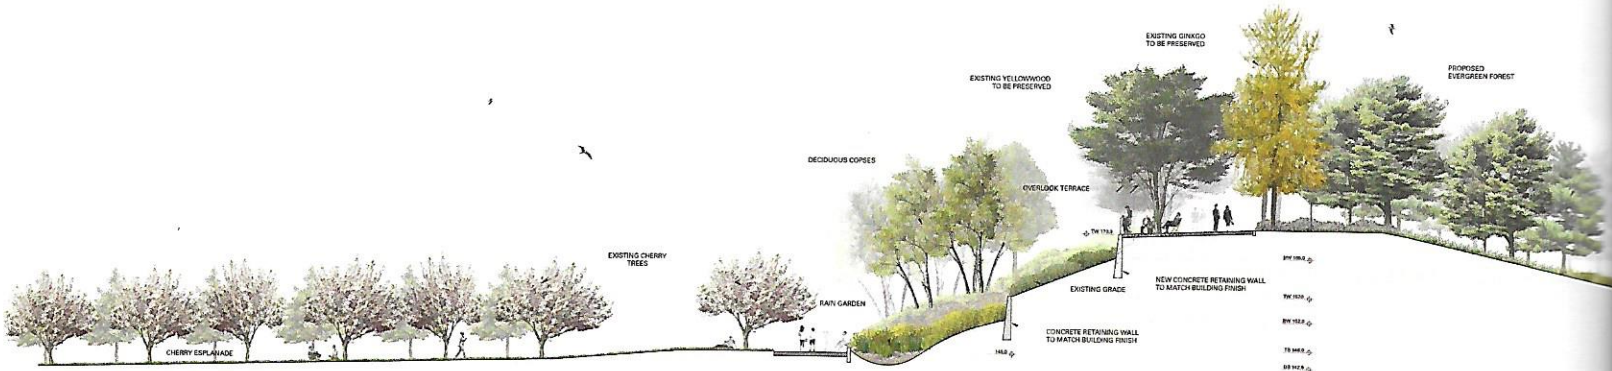 EXISTING GINKGO
TO BE PRESERVED
PROPOSED
EVERGREEN FOREST
EXISTING YELLOWWOOD
TO BE PRESERVED
DECIDUOUS COPSES
OVERLOOK TERRACE
EXISTING CHERRY
TREES
RAIN GARDEN
EXISTING GRADE
NEW CONCRETE RETAINING WALL
TO MATCH BUILDING FINISH
CONCRETE RETAINING WALL
TO MATCH BUILDING FINISH
CHERRY ESPLANADE